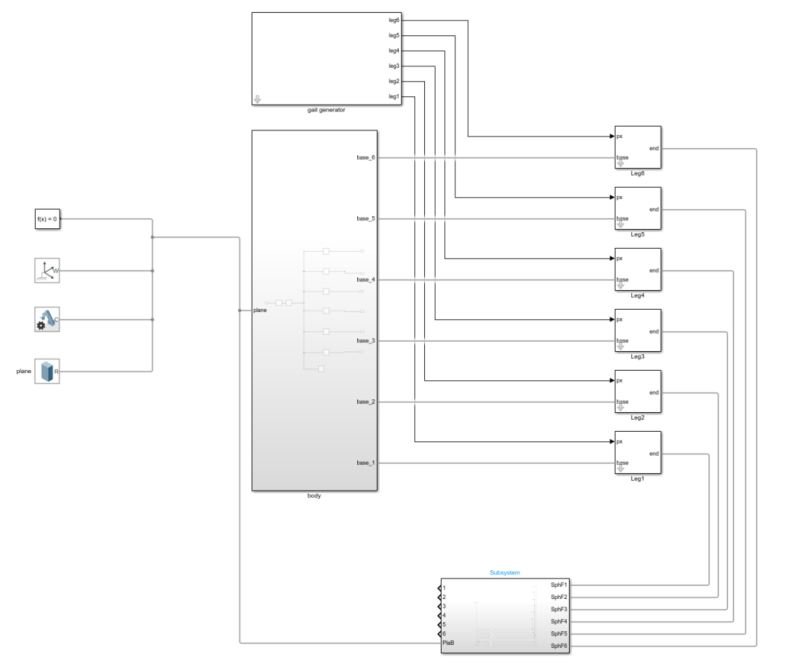 leg6
leg5
leg4
leg3
leg2
leg1
gait generator
px
base_6
base
end
Leg6
px
base_5
base
end
Leg5
f(x) = 0
px
W
base_4
base
end
Leg4
plane
px
C
base_3
base
end
Leg3
plane
R
px
base_2
base
end
Leg2
px
base_1
base
end
Leg1
body
Subsystem
1
2
3
4
5
6
PlaB
SphF1
SphF2
SphF3
SphF4
SphF5
SphF6